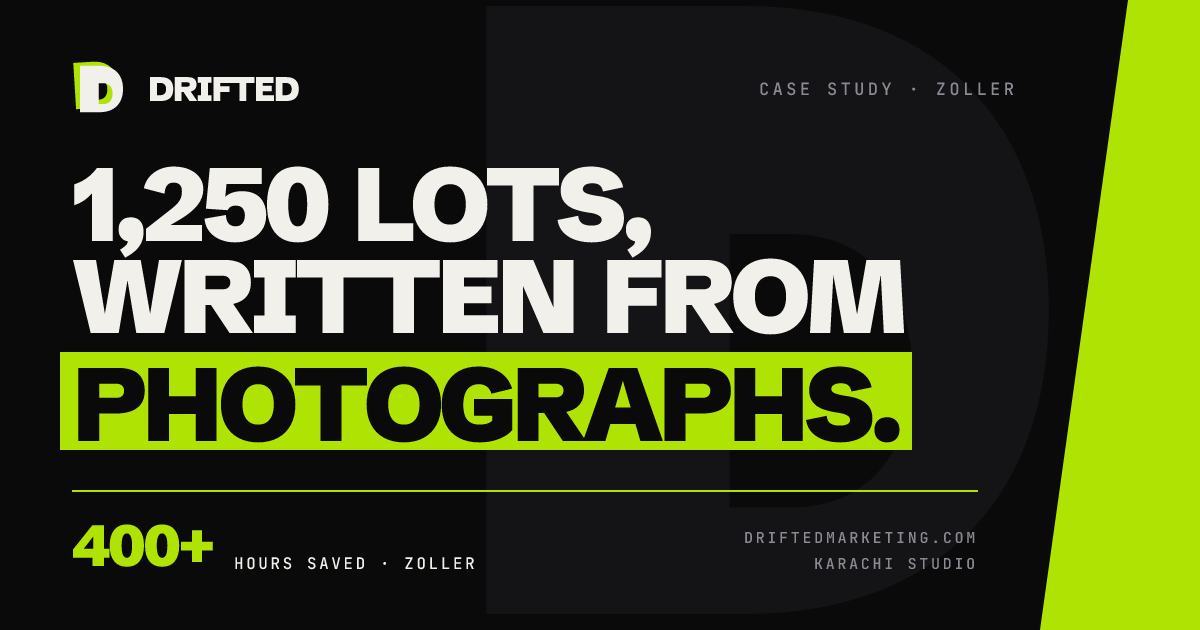 DRIFTED
CASE STUDY · ZOLLER
1,250 LOTS,
WRITTEN FROM
PHOTOGRAPHS.
400+ HOURS SAVED · ZOLLER
DRIFTEDMARKETING.COM
KARACHI STUDIO